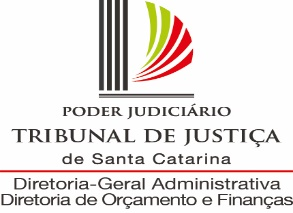 PODER JUDICIÁRIO
TRIBUNAL DE JUSTIÇA
de Santa Catarina
Diretoria-Geral Administrativa
Diretoria de Orçamento e Finanças